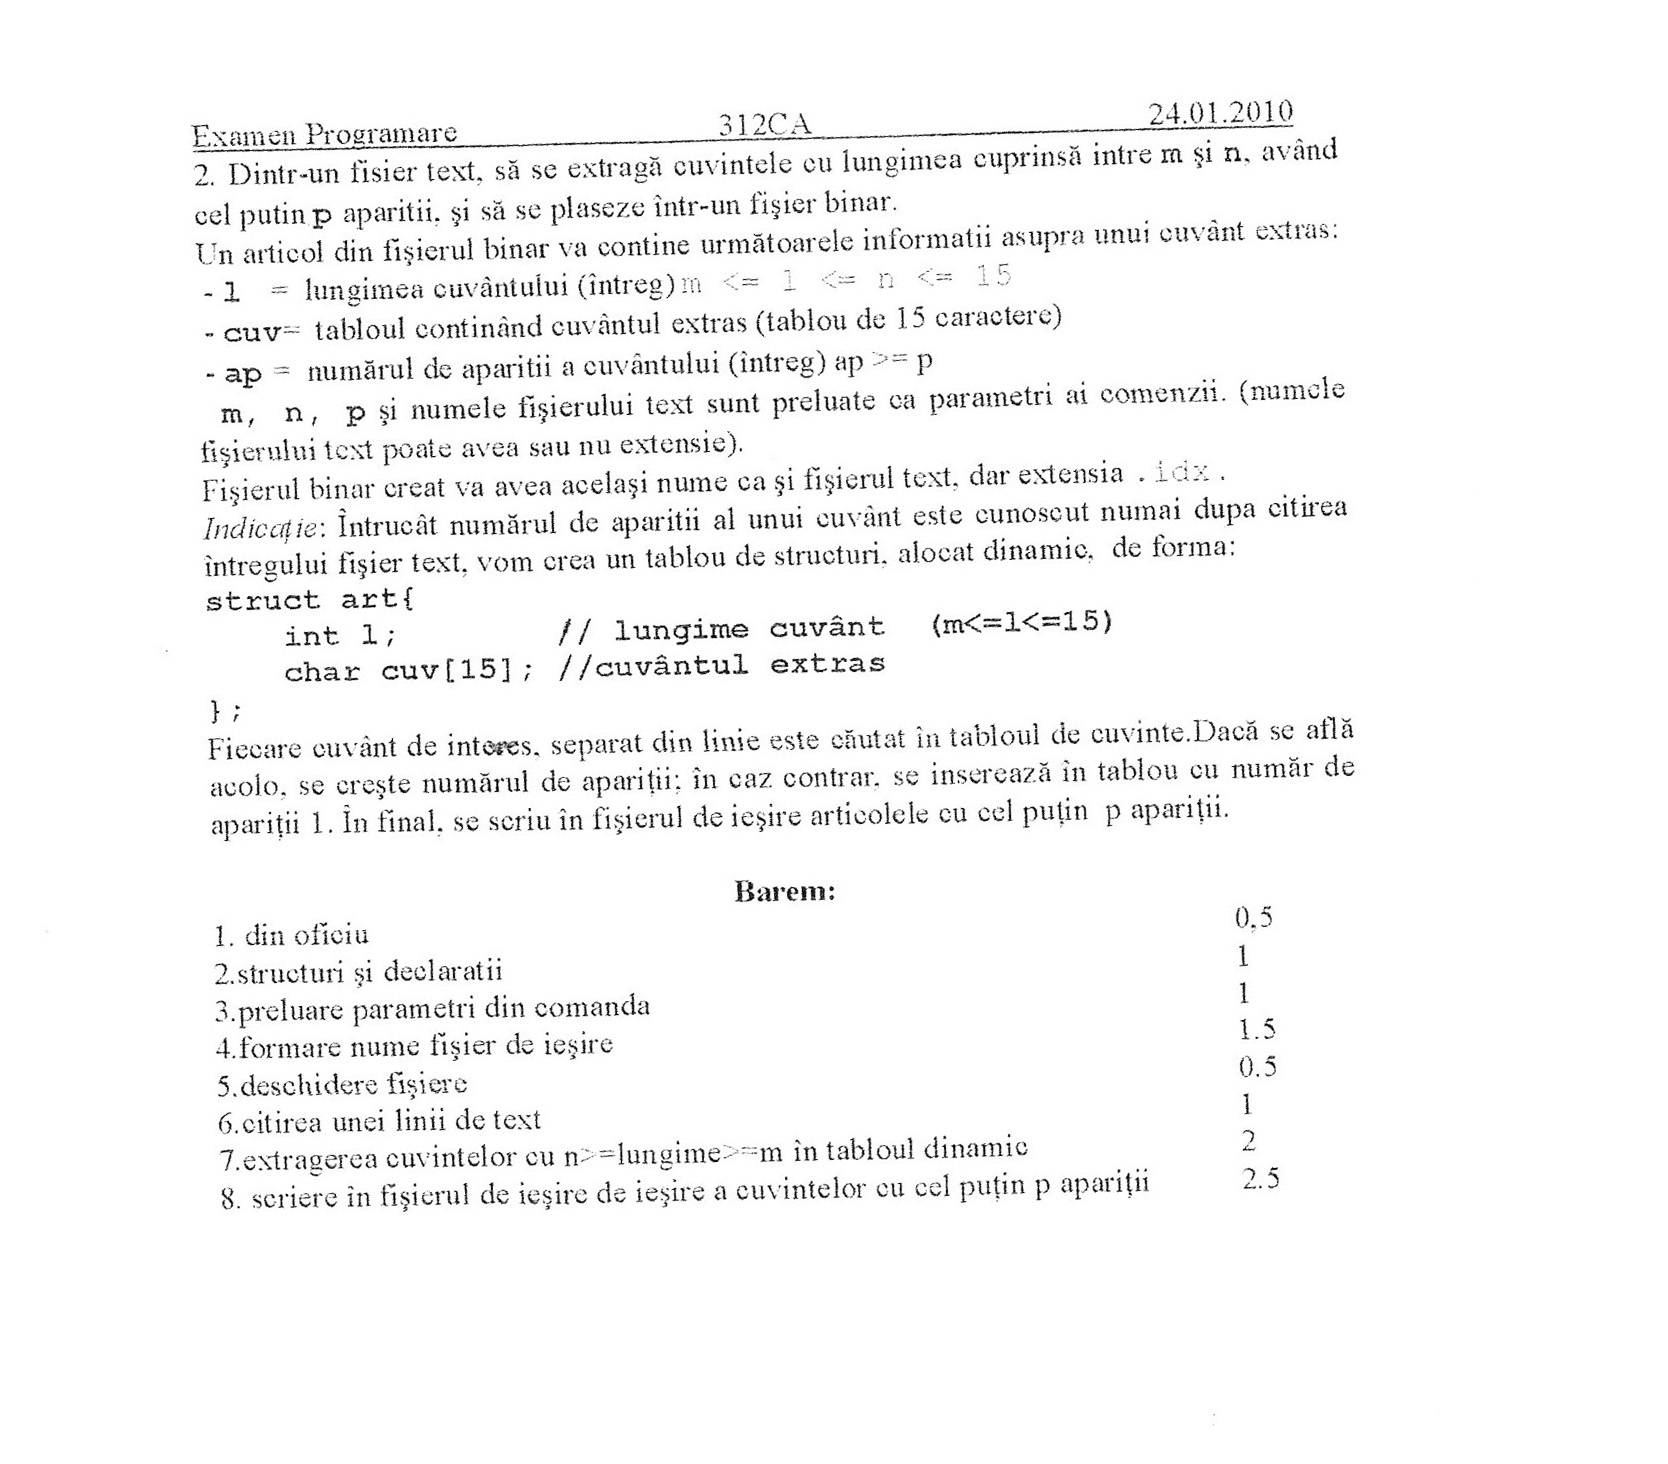 Examen Programare 312CA 24.01.2010
2. Dintr-un fisier text, să se extragă cuvintele cu lungimea cuprinsă intre m şi n, având
cel putin p aparitii, şi să se plaseze într-un fişier binar.
Un articol din fişierul binar va contine următoarele informatii asupra unui cuvânt extras:
- l = lungimea cuvântului (întreg) m <= l <= n <= 15
- cuv= tabloul continând cuvântul extras (tablou de 15 caractere)
- ap = numărul de aparitii a cuvântului (întreg) ap >= p
m, n, p şi numele fişierului text sunt preluate ca parametri ai comenzii. (numele
fişierului text poate avea sau nu extensie).
Fişierul binar creat va avea acelaşi nume ca şi fişierul text, dar extensia .idx.
Indicaţie: Întrucât numărul de aparitii al unui cuvânt este cunoscut numai dupa citirea
întregului fişier text, vom crea un tablou de structuri, alocat dinamic, de forma:
struct art{
int l; // lungime cuvânt (m<=l<=15)
char cuv[15]; //cuvântul extras
};
Fiecare cuvânt de interes, separat din linie este căutat în tabloul de cuvinte.Dacă se află
acolo, se creşte numărul de apariţii; în caz contrar, se inserează în tablou cu număr de
apariţii 1. În final, se scriu în fişierul de ieşire articolele cu cel puţin p apariţii.
Barem:
1. din oficiu 0,5
2.structuri şi declaratii 1
3.preluare parametri din comanda 1
4.formare nume fişier de ieşire 1.5
5.deschidere fişiere 0.5
6.citirea unei linii de text 1
7.extragerea cuvintelor cu n>=lungime>=m în tabloul dinamic 2
8. scriere în fişierul de ieşire de ieşire a cuvintelor cu cel puţin p apariţii 2.5